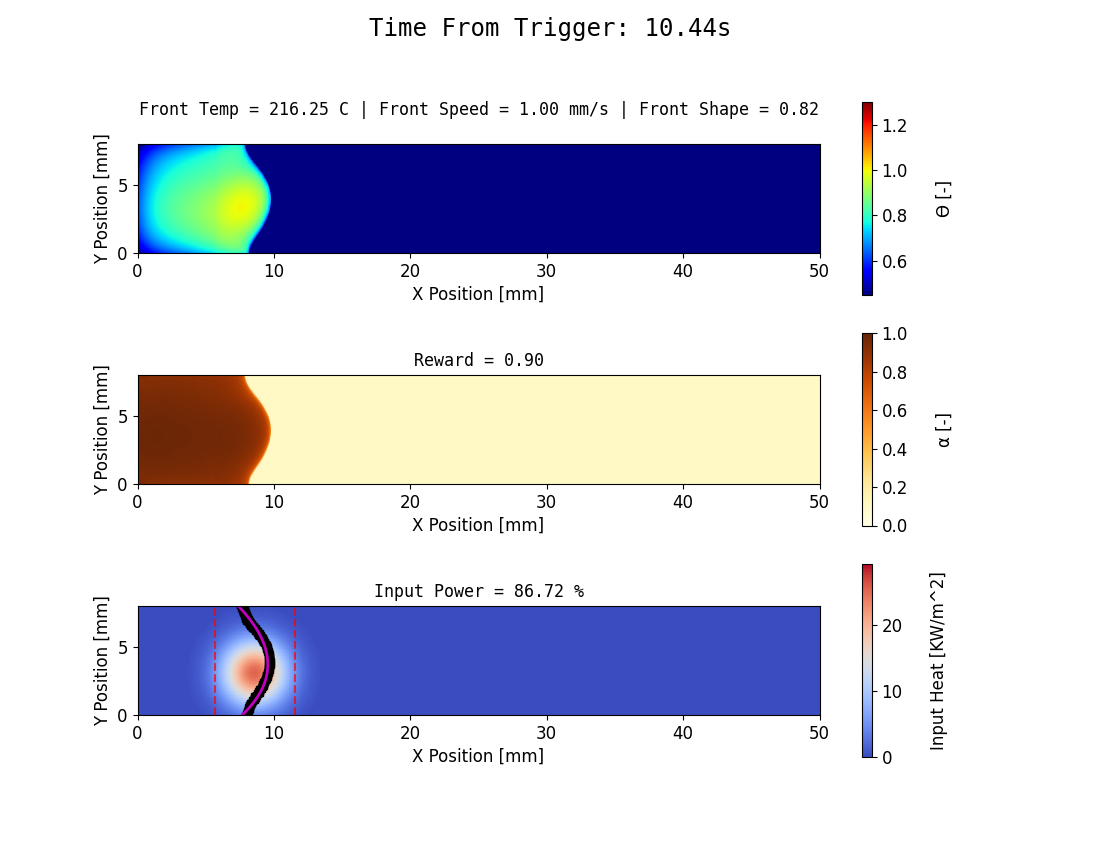 Time From Trigger: 10.44s
Front Temp = 216.25 C | Front Speed = 1.00 mm/s | Front Shape = 0.82
Y Position [mm]
5
0
0 10 20 30 40 50
X Position [mm]
1.2
1.0
0.8
0.6
Θ [-]
Reward = 0.90
Y Position [mm]
5
0
0 10 20 30 40 50
X Position [mm]
1.0
0.8
0.6
0.4
0.2
0.0
α [-]
Input Power = 86.72 %
Y Position [mm]
5
0
0 10 20 30 40 50
X Position [mm]
20
10
0
Input Heat [KW/m^2]